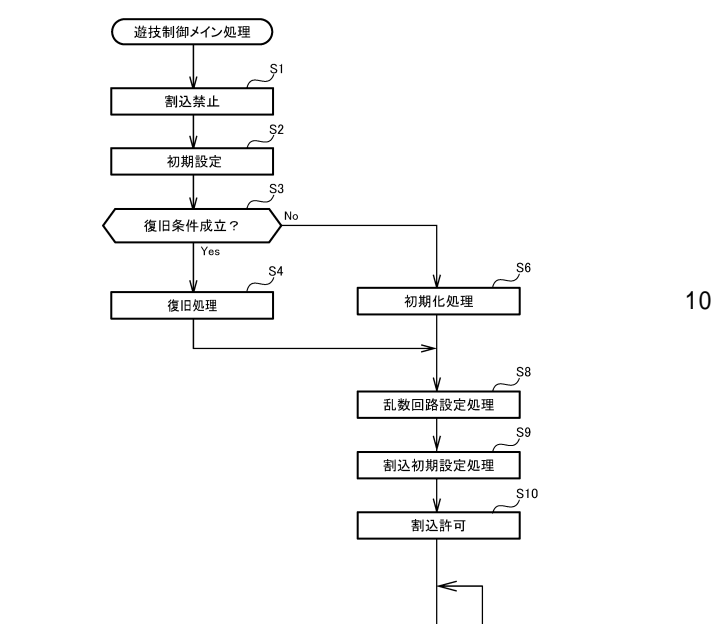 遊技制御メイン処理
S1
割込禁止
S2
初期設定
S3
復旧条件成立？
No
Yes
S4
復旧処理
S6
初期化処理
10
S8
乱数回路設定処理
S9
割込初期設定処理
S10
割込許可